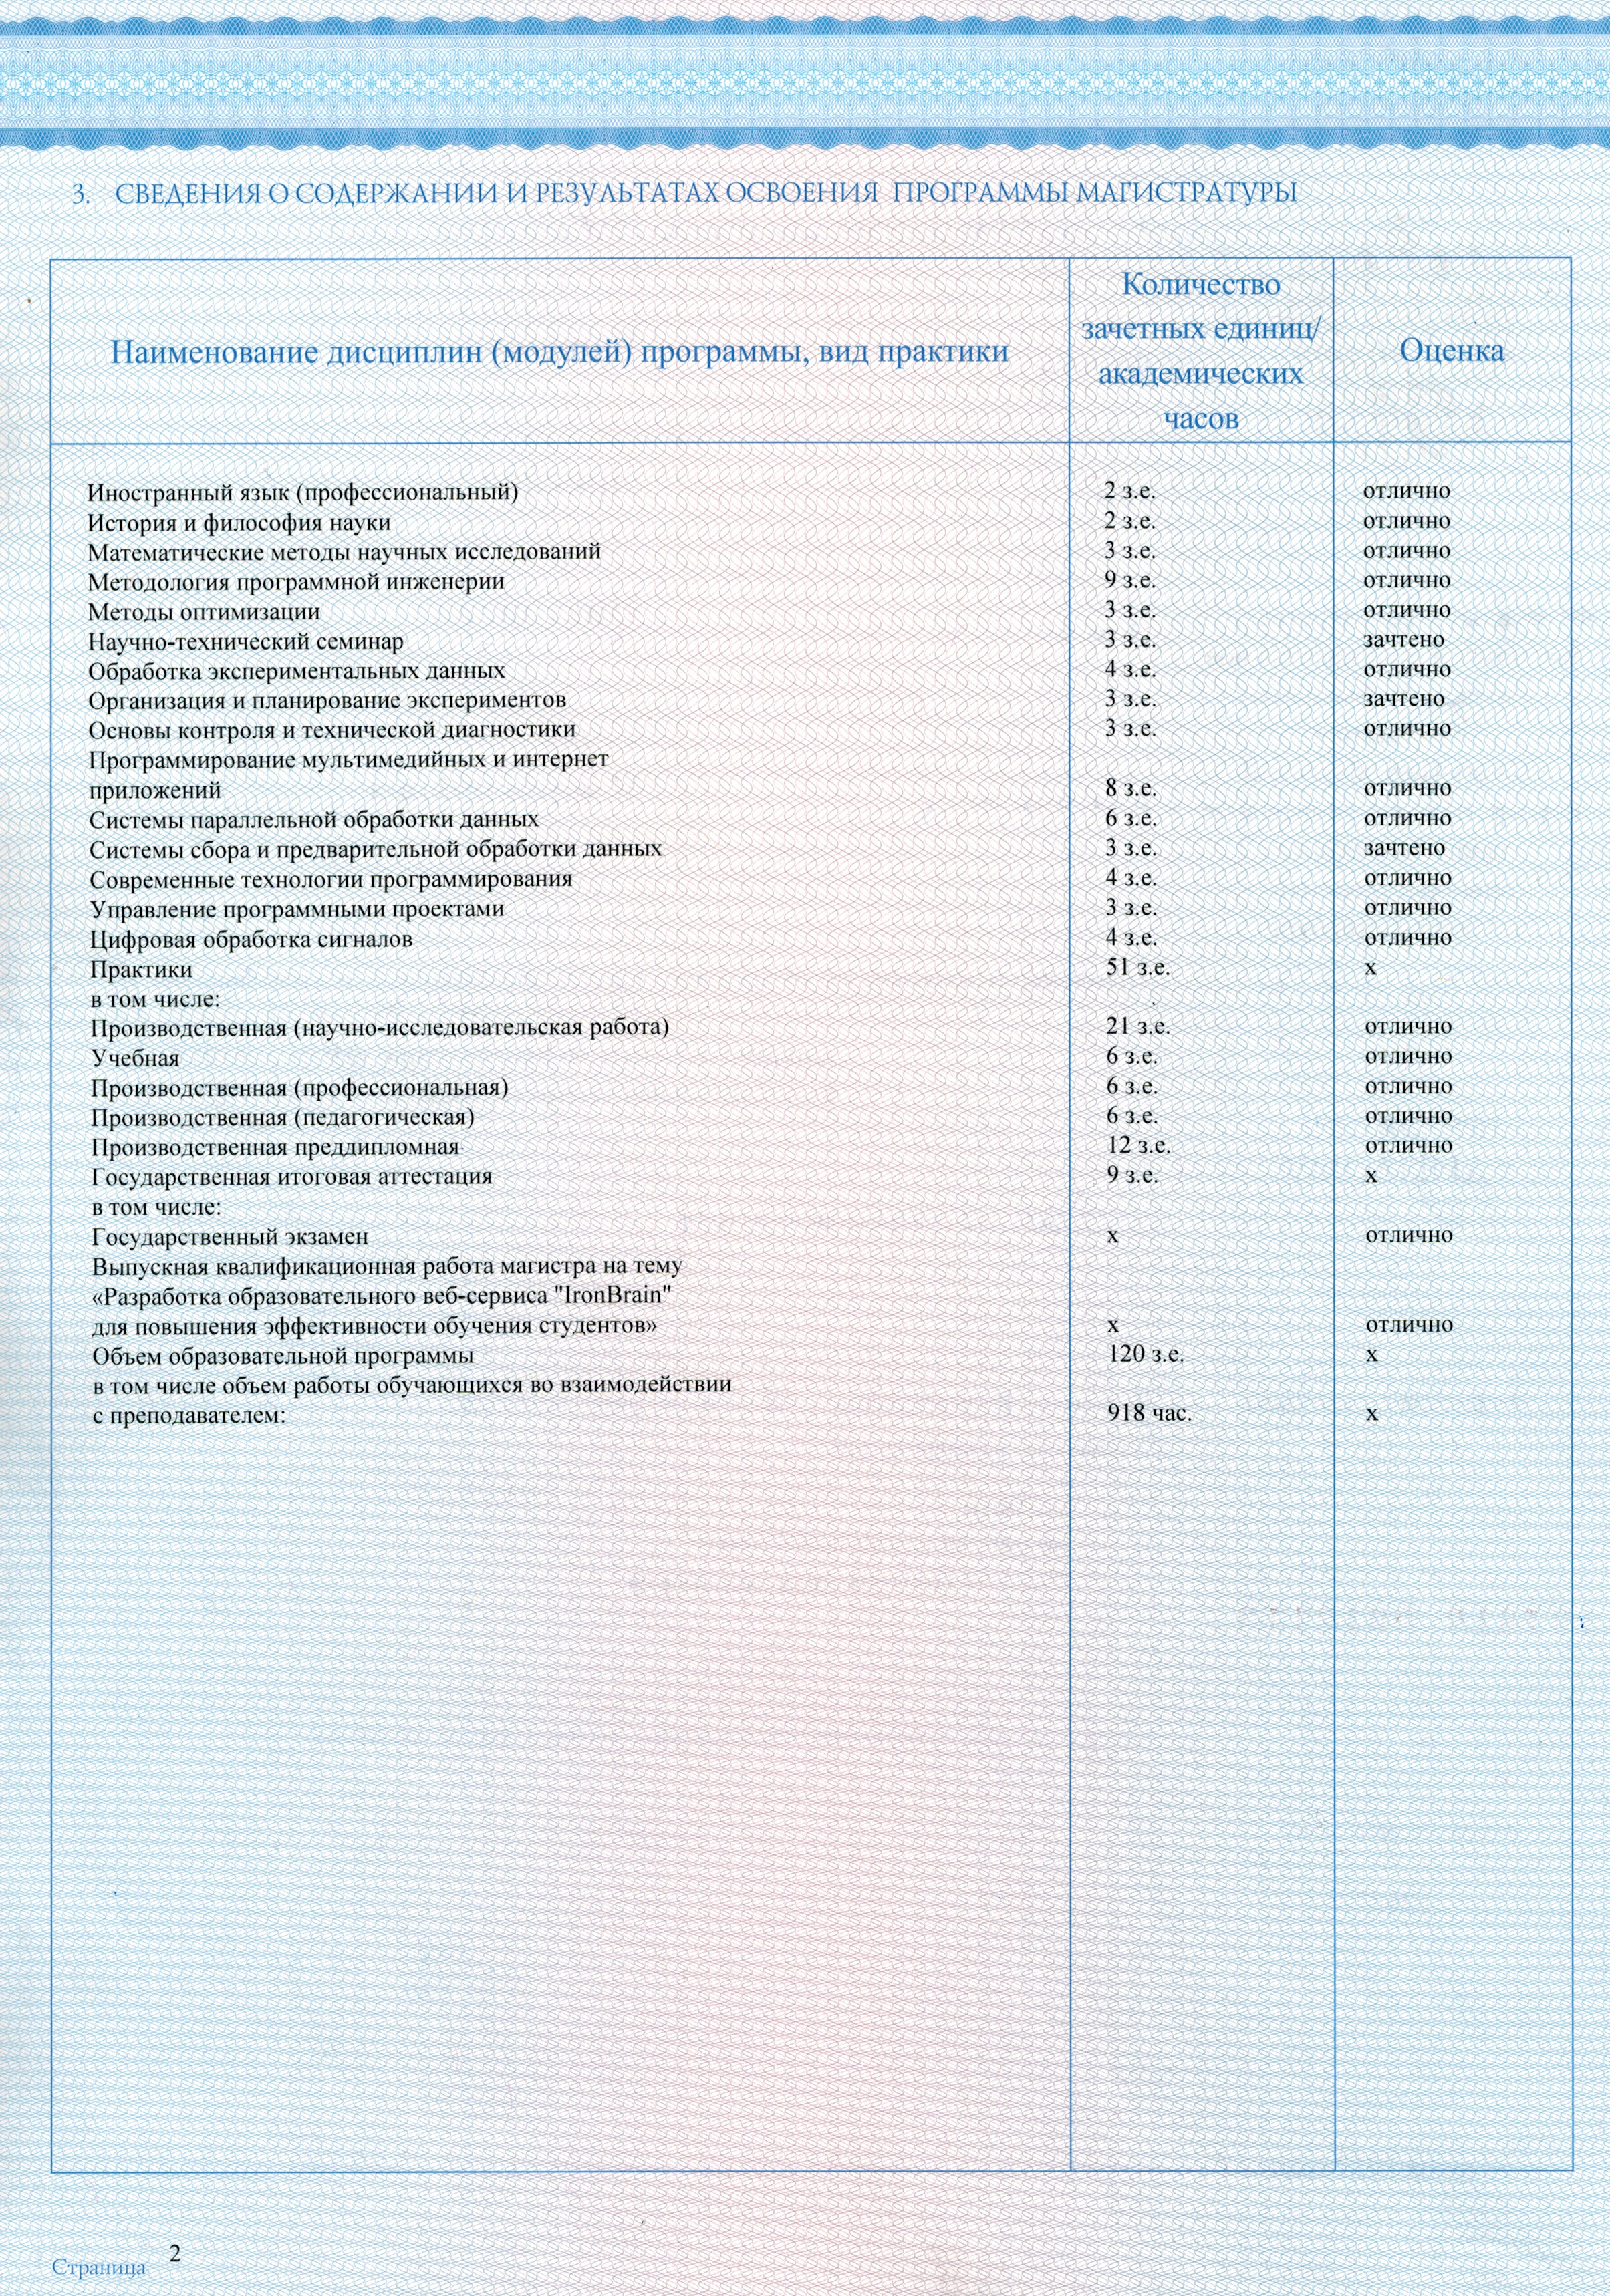 3. СВЕДЕНИЯ О СОДЕРЖАНИИ И РЕЗУЛЬТАТАХ ОСВОЕНИЯ ПРОГРАММЫ МАГИСТРАТУРЫ
Наименование дисциплин (модулей) программы, вид практики
Количество
зачетных единиц/
академических
часов
Оценка
Иностранный язык (профессиональный) 2 з.е. отлично
История и философия науки 2 з.е. отлично
Математические методы научных исследований 3 з.е. отлично
Методология программной инженерии 9 з.е. отлично
Методы оптимизации 3 з.е. отлично
Научно-технический семинар 3 з.е. зачтено
Обработка экспериментальных данных 4 з.е. отлично
Организация и планирование экспериментов 3 з.е. зачтено
Основы контроля и технической диагностики 3 з.е. отлично
Программирование мультимедийных и интернет
приложений 8 з.е. отлично
Системы параллельной обработки данных 6 з.е. отлично
Системы сбора и предварительной обработки данных 3 з.е. зачтено
Современные технологии программирования 4 з.е. отлично
Управление программными проектами 3 з.е. отлично
Цифровая обработка сигналов 4 з.е. отлично
Практики 51 з.е. х
в том числе:
Производственная (научно-исследовательская работа) 21 з.е. отлично
Учебная 6 з.е. отлично
Производственная (профессиональная) 6 з.е. отлично
Производственная (педагогическая) 6 з.е. отлично
Производственная преддипломная 12 з.е. отлично
Государственная итоговая аттестация 9 з.е. х
в том числе:
Государственный экзамен х отлично
Выпускная квалификационная работа магистра на тему
«Разработка образовательного веб-сервиса "IronBrain"
для повышения эффективности обучения студентов» х отлично
Объем образовательной программы 120 з.е. х
в том числе объем работы обучающихся во взаимодействии
с преподавателем: 918 час. х
Страница 2